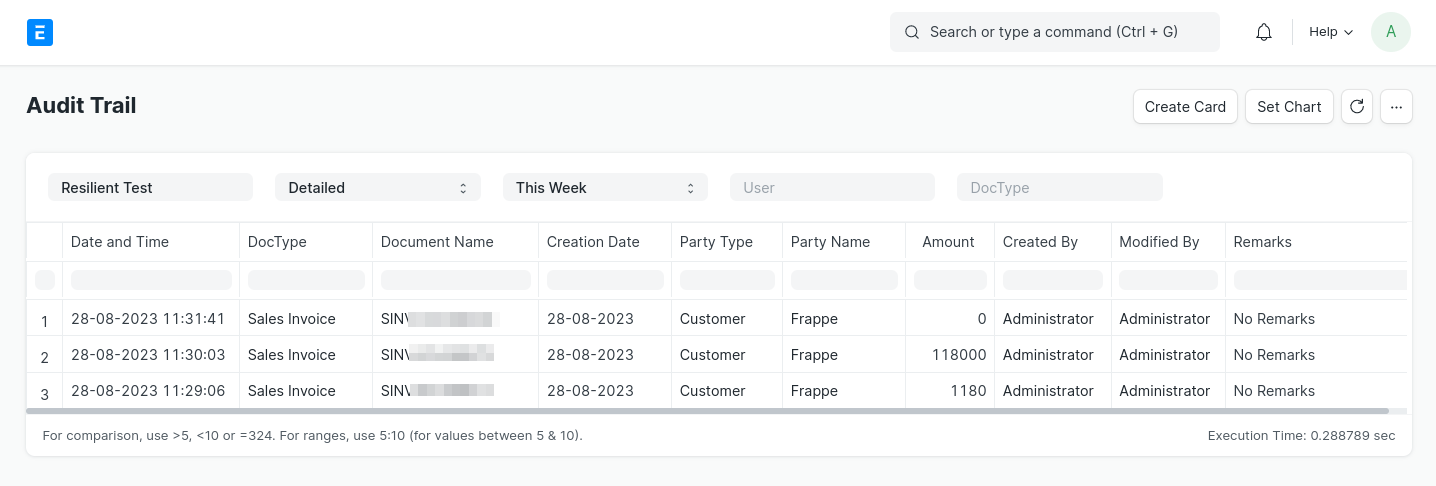 E Search or type a command (Ctrl + G) Help A
Audit Trail Create Card Set Chart ...
Resilient Test Detailed This Week User DocType
Date and Time DocType Document Name Creation Date Party Type Party Name Amount Created By Modified By Remarks
1 28-08-2023 11:31:41 Sales Invoice 28-08-2023 Customer Frappe 0 Administrator Administrator No Remarks
2 28-08-2023 11:30:03 Sales Invoice 28-08-2023 Customer Frappe 118000 Administrator Administrator No Remarks
3 28-08-2023 11:29:06 Sales Invoice 28-08-2023 Customer Frappe 1180 Administrator Administrator No Remarks
For comparison, use >5, <10 or =324. For ranges, use 5:10 (for values between 5 & 10). Execution Time: 0.288789 sec